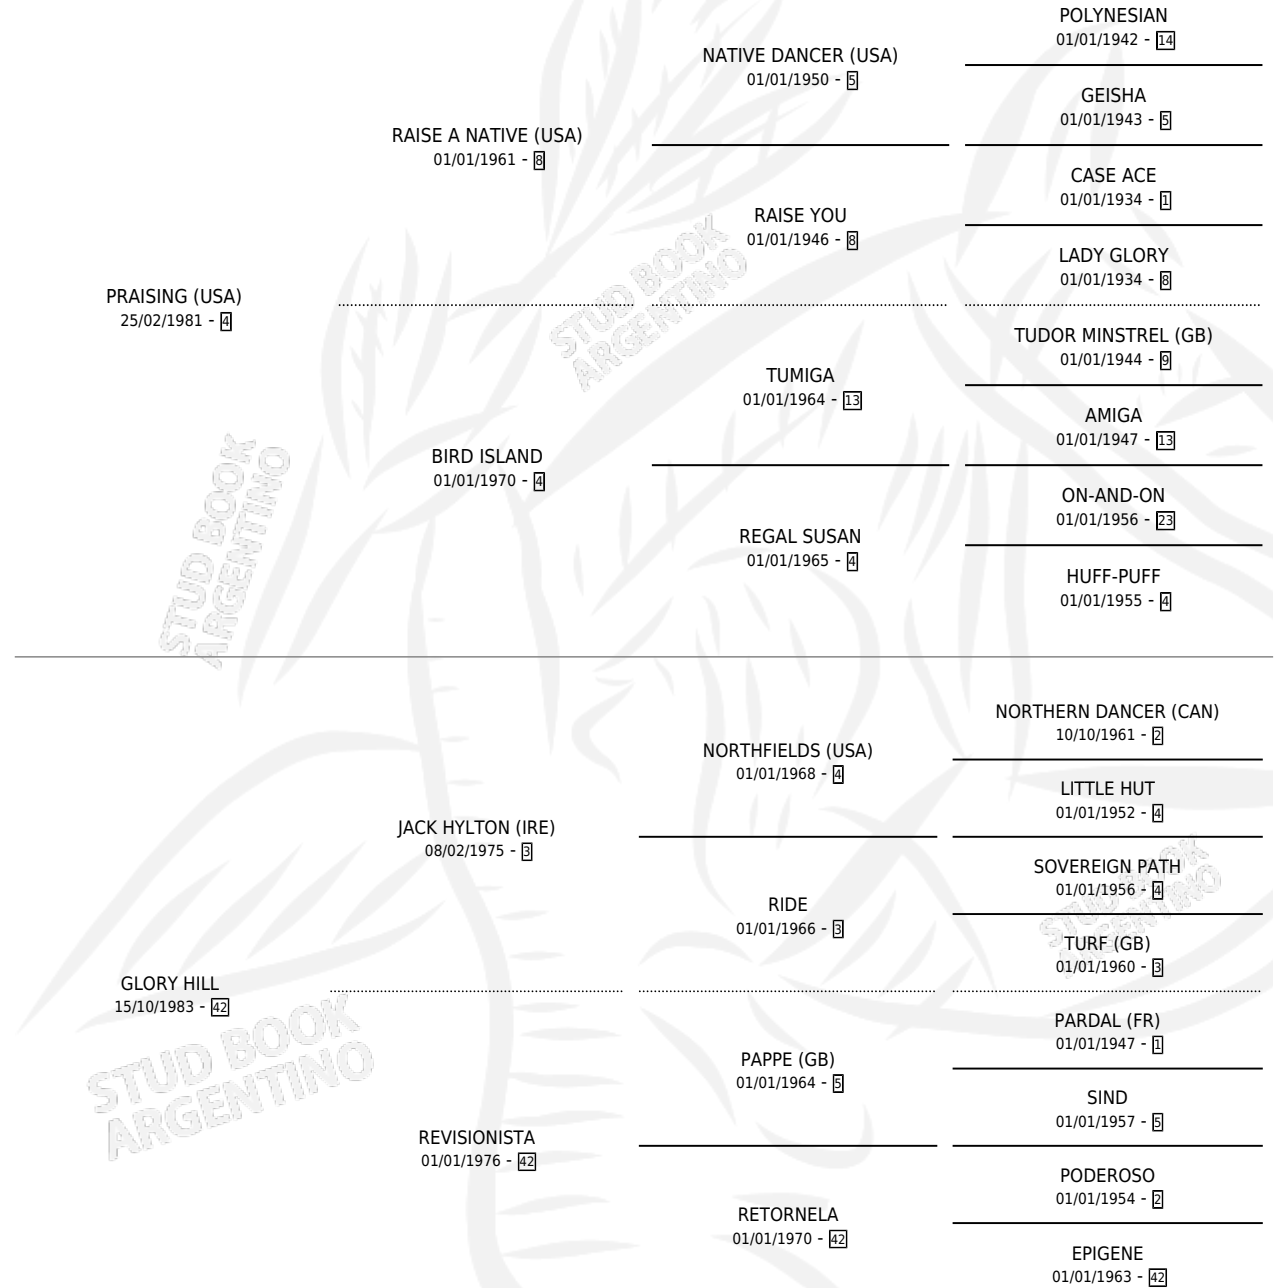 POLYNESIAN
01/01/1942 - 14
NATIVE DANCER (USA)
01/01/1950 - 5
GEISHA
01/01/1943 - 5
RAISE A NATIVE (USA)
01/01/1961 - 8
CASE ACE
01/01/1934 - 1
RAISE YOU
01/01/1946 - 8
LADY GLORY
01/01/1934 - 8
PRAISING (USA)
25/02/1981 - 4
TUDOR MINSTREL (GB)
01/01/1944 - 9
TUMIGA
01/01/1964 - 13
AMIGA
01/01/1947 - 13
BIRD ISLAND
01/01/1970 - 4
ON-AND-ON
01/01/1956 - 23
REGAL SUSAN
01/01/1965 - 4
HUFF-PUFF
01/01/1955 - 4
NORTHERN DANCER (CAN)
10/10/1961 - 2
NORTHFIELDS (USA)
01/01/1968 - 4
LITTLE HUT
01/01/1952 - 4
JACK HYLTON (IRE)
08/02/1975 - 3
SOVEREIGN PATH
01/01/1956 - 4
RIDE
01/01/1966 - 3
TURF (GB)
01/01/1960 - 3
GLORY HILL
15/10/1983 - 42
PARDAL (FR)
01/01/1947 - 1
PAPPE (GB)
01/01/1964 - 5
SIND
01/01/1957 - 5
REVISIONISTA
01/01/1976 - 42
PODEROSO
01/01/1954 - 2
RETORNELA
01/01/1970 - 42
EPIGENE
01/01/1963 - 42
STUD BOOK
ARGENTINO
STUD BOOK
ARGENTINO
STUD BOOK
ARGENTINO
STUD BOOK
ARGENTINO